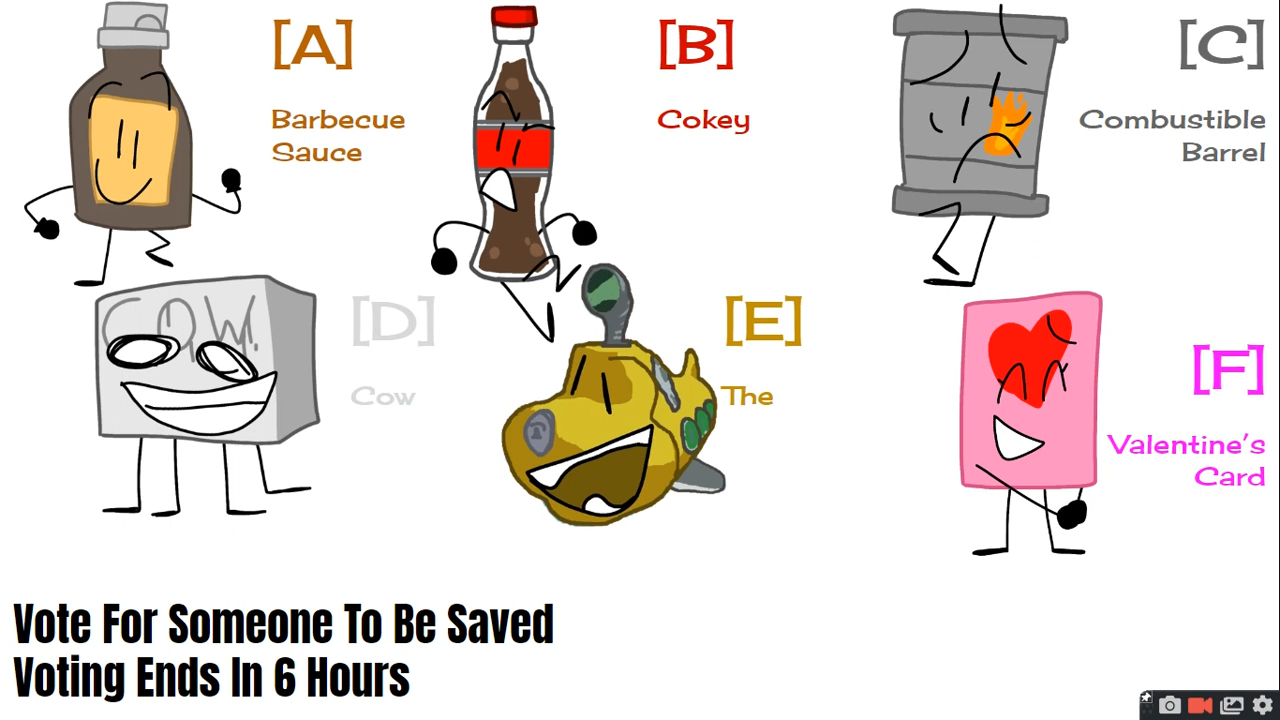 [A]
Barbecue
Sauce
[B]
Cokey
[C]
Combustible
Barrel
COW!
[D]
Cow
[E]
The
[F]
Valentine's
Card
Vote For Someone To Be Saved
Voting Ends In 6 Hours